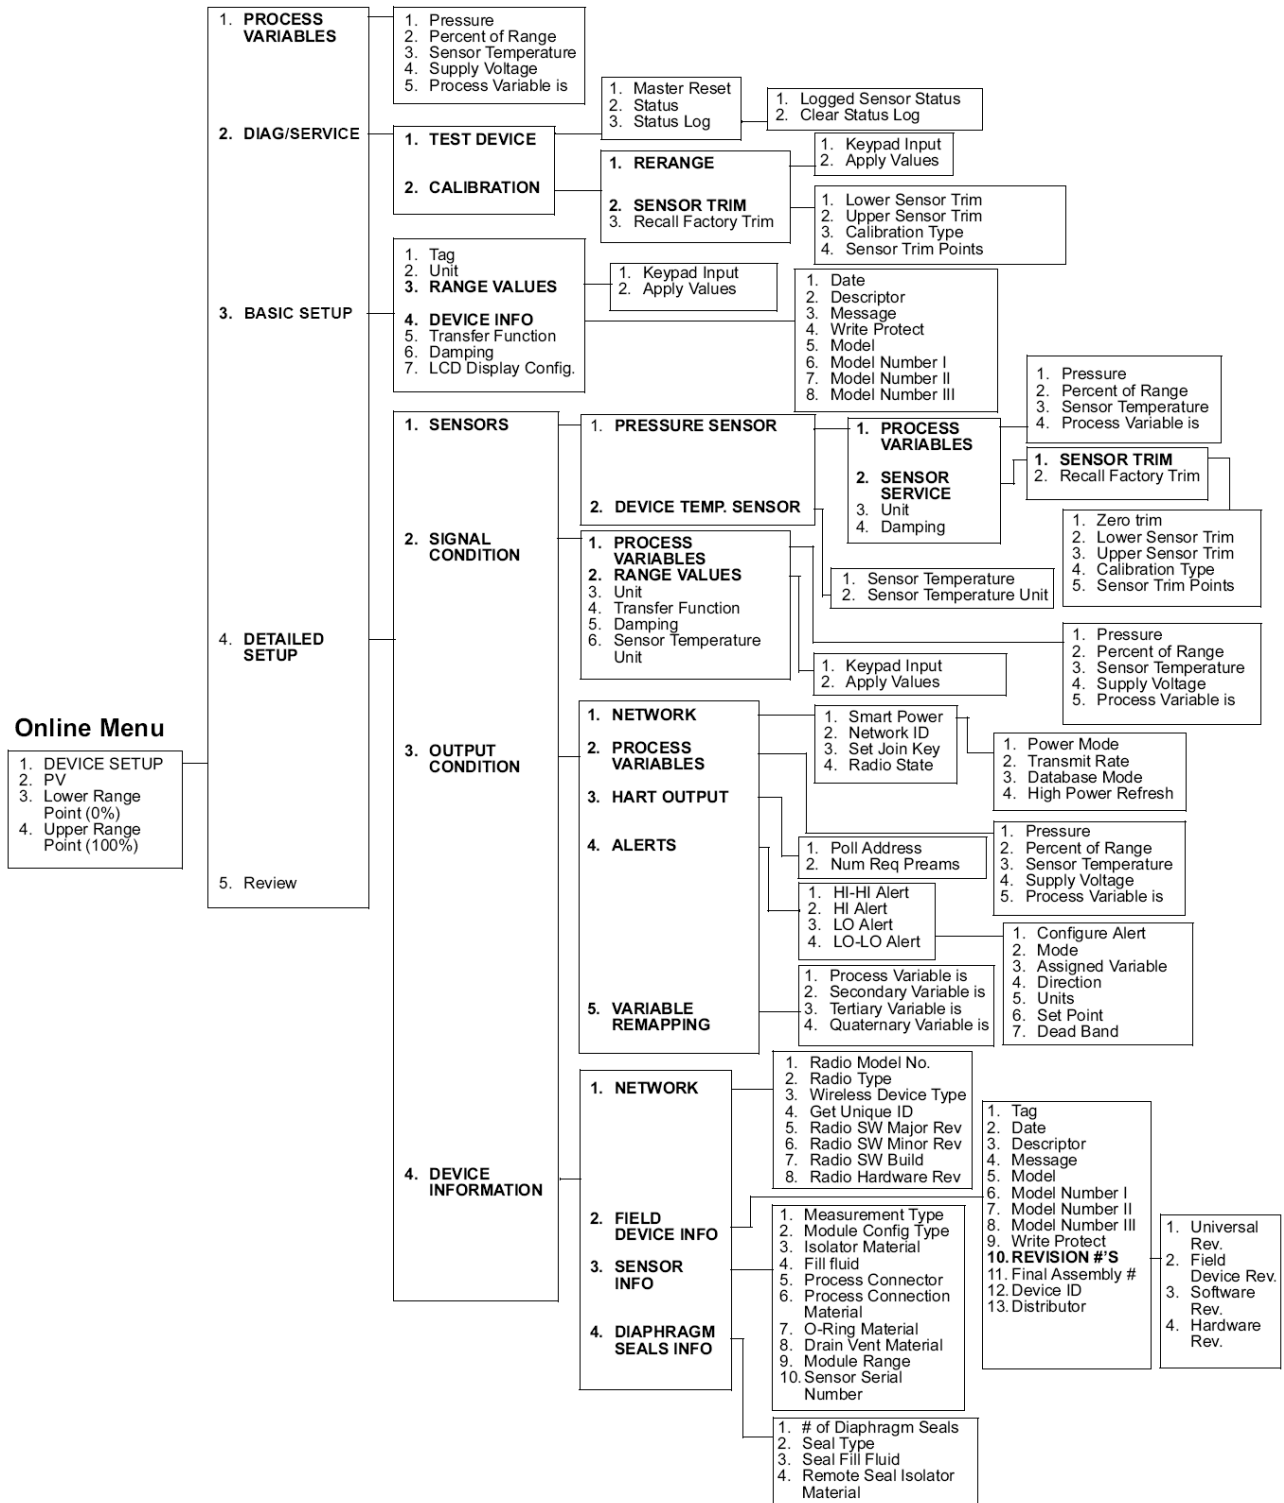 Online Menu
1. DEVICE SETUP
2. PV
3. Lower Range
Point (0%)
4. Upper Range
Point (100%)
1. PROCESS
VARIABLES
2. DIAG/SERVICE
3. BASIC SETUP
4. DETAILED
SETUP
5. Review
1. Pressure
2. Percent of Range
3. Sensor Temperature
4. Supply Voltage
5. Process Variable is
1. TEST DEVICE
2. CALIBRATION
1. Master Reset
2. Status
3. Status Log
1. Logged Sensor Status
2. Clear Status Log
1. RERANGE
2. SENSOR TRIM
3. Recall Factory Trim
1. Keypad Input
2. Apply Values
1. Lower Sensor Trim
2. Upper Sensor Trim
3. Calibration Type
4. Sensor Trim Points
1. Tag
2. Unit
3. RANGE VALUES
4. DEVICE INFO
5. Transfer Function
6. Damping
7. LCD Display Config.
1. Keypad Input
2. Apply Values
1. Date
2. Descriptor
3. Message
4. Write Protect
5. Model
6. Model Number I
7. Model Number II
8. Model Number III
1. SENSORS
2. SIGNAL
CONDITION
3. OUTPUT
CONDITION
4. DEVICE
INFORMATION
1. PRESSURE SENSOR
2. DEVICE TEMP. SENSOR
1. PROCESS
VARIABLES
2. SENSOR
SERVICE
3. Unit
4. Damping
1. Pressure
2. Percent of Range
3. Sensor Temperature
4. Process Variable is
1. SENSOR TRIM
2. Recall Factory Trim
1. Zero trim
2. Lower Sensor Trim
3. Upper Sensor Trim
4. Calibration Type
5. Sensor Trim Points
1. Sensor Temperature
2. Sensor Temperature Unit
1. PROCESS
VARIABLES
2. RANGE VALUES
3. Unit
4. Transfer Function
5. Damping
6. Sensor Temperature
Unit
1. Pressure
2. Percent of Range
3. Sensor Temperature
4. Supply Voltage
5. Process Variable is
1. Keypad Input
2. Apply Values
1. NETWORK
2. PROCESS
VARIABLES
3. HART OUTPUT
4. ALERTS
5. VARIABLE
REMAPPING
1. Smart Power
2. Network ID
3. Set Join Key
4. Radio State
1. Power Mode
2. Transmit Rate
3. Database Mode
4. High Power Refresh
1. Pressure
2. Percent of Range
3. Sensor Temperature
4. Supply Voltage
5. Process Variable is
1. Poll Address
2. Num Req Preams
1. HI-HI Alert
2. HI Alert
3. LO Alert
4. LO-LO Alert
1. Configure Alert
2. Mode
3. Assigned Variable
4. Direction
5. Units
6. Set Point
7. Dead Band
1. Process Variable is
2. Secondary Variable is
3. Tertiary Variable is
4. Quaternary Variable is
1. NETWORK
2. FIELD
DEVICE INFO
3. SENSOR
INFO
4. DIAPHRAGM
SEALS INFO
1. Radio Model No.
2. Radio Type
3. Wireless Device Type
4. Get Unique ID
5. Radio SW Major Rev
6. Radio SW Minor Rev
7. Radio SW Build
8. Radio Hardware Rev
1. Tag
2. Date
3. Descriptor
4. Message
5. Model
6. Model Number I
7. Model Number II
8. Model Number III
9. Write Protect
10. REVISION #'S
11. Final Assembly #
12. Device ID
13. Distributor
1. Universal
Rev.
2. Field
Device Rev.
3. Software
Rev.
4. Hardware
Rev.
1. Measurement Type
2. Module Config Type
3. Isolator Material
4. Fill fluid
5. Process Connector
6. Process Connection
Material
7. O-Ring Material
8. Drain Vent Material
9. Module Range
10. Sensor Serial
Number
1. # of Diaphragm Seals
2. Seal Type
3. Seal Fill Fluid
4. Remote Seal Isolator
Material